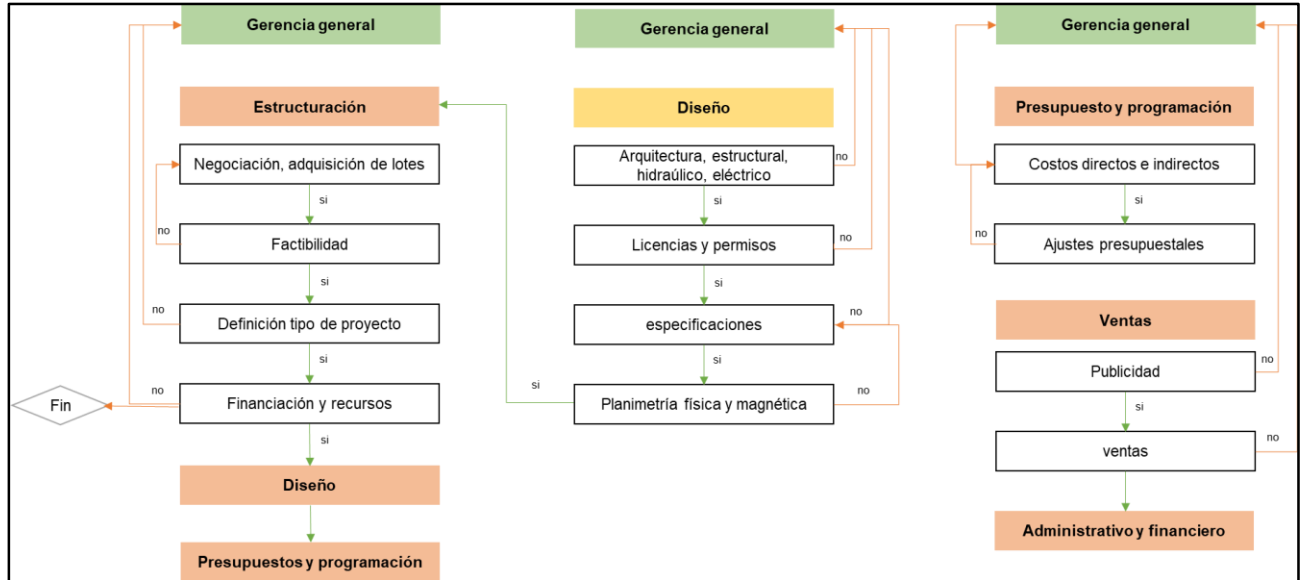 Gerencia general
Estructuración
Negociación, adquisición de lotes
si
no
Factibilidad
si
no
Definición tipo de proyecto
si
no
Financiación y recursos
Fin
si
Diseño
Presupuestos y programación
Gerencia general
Diseño
Arquitectura, estructural,
hidraúlico, eléctrico
no
si
Licencias y permisos
no
si
especificaciones
no
si
si
Planimetría física y magnética
no
Gerencia general
Presupuesto y programación
Costos directos e indirectos
si
no
Ajustes presupuestales
Ventas
Publicidad
no
si
ventas
no
Administrativo y financiero